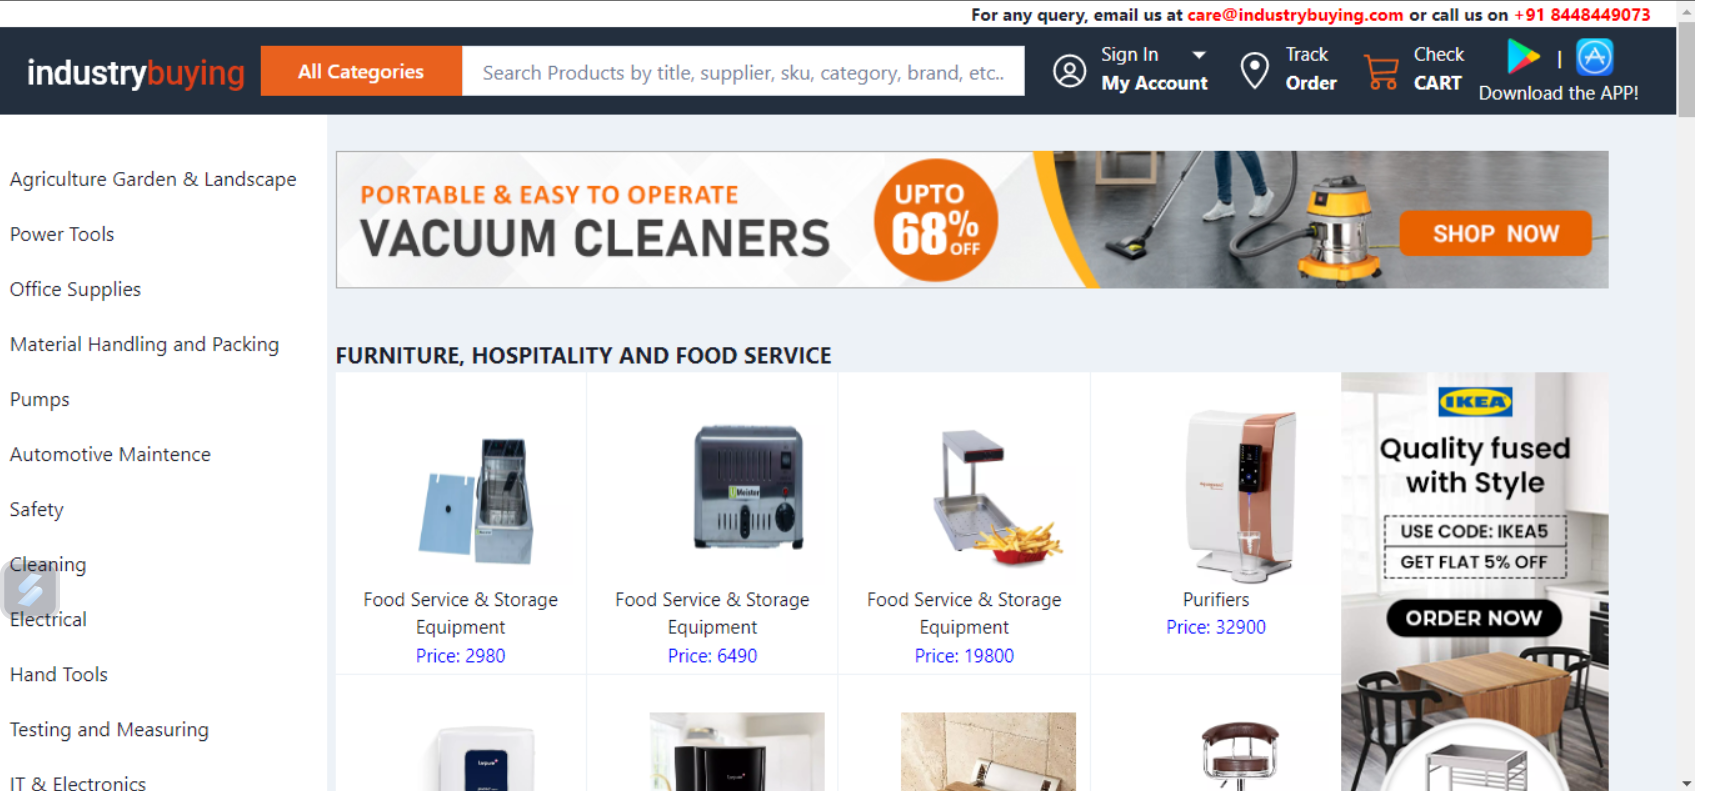 For any query, email us at care@industrybuying.com or call us on +91 8448449073
industrybuying
All Categories
Search Products by title, supplier, sku, category, brand, etc..
Sign In
My Account
Track
Order
Check
CART
|
Download the APP!
Agriculture Garden & Landscape
Power Tools
Office Supplies
Material Handling and Packing
Pumps
Automotive Maintence
Safety
Cleaning
Electrical
Hand Tools
Testing and Measuring
IT & Electronics
PORTABLE & EASY TO OPERATE
VACUUM CLEANERS
UPTO
68%
OFF
SHOP NOW
FURNITURE, HOSPITALITY AND FOOD SERVICE
Meister
Food Service & Storage
Equipment
Price: 2980
Food Service & Storage
Equipment
Price: 6490
Food Service & Storage
Equipment
Price: 19800
Purifiers
Price: 32900
IKEA
Quality fused
with Style
USE CODE: IKEA5
GET FLAT 5% OFF
ORDER NOW